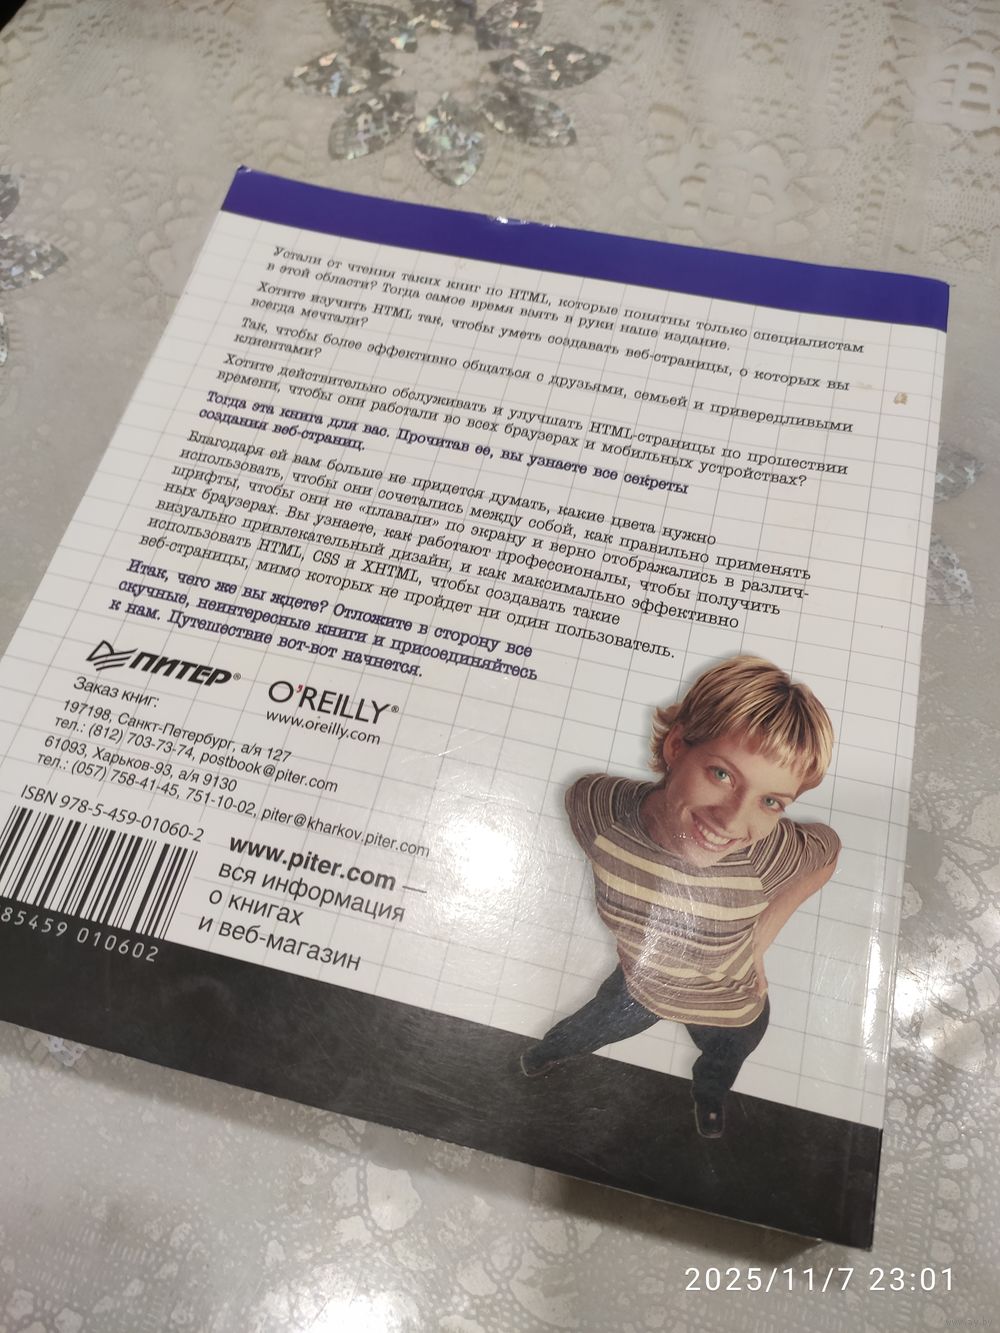 Устали от чтения таких книг по HTML, которые понятны только специалистам
в этой области? Тогда самое время взять в руки наше издание.
Хотите изучить HTML так, чтобы уметь создавать веб-страницы, о которых вы
всегда мечтали?
Так, чтобы более эффективно общаться с друзьями, семьей и привередливыми
клиентами?
Хотите действительно обслуживать и улучшать HTML-страницы по прошествии
времени, чтобы они работали во всех браузерах и мобильных устройствах?
Тогда эта книга для вас. Прочитав ее, вы узнаете все секреты
создания веб-страниц.
Благодаря ей вам больше не придется думать, какие цвета нужно
использовать, чтобы они сочетались между собой, как правильно применять
шрифты, чтобы они не «плавали» по экрану и верно отображались в различ-
ных браузерах. Вы узнаете, как работают профессионалы, чтобы получить
визуально привлекательный дизайн, и как максимально эффективно
использовать HTML, CSS и XHTML, чтобы создавать такие
веб-страницы, мимо которых не пройдет ни один пользователь.
Итак, чего же вы ждете? Отложите в сторону все
скучные, неинтересные книги и присоединяйтесь
к нам. Путешествие вот-вот начнется.
ПИТЕР®
O'REILLY®
www.oreilly.com
Заказ книг:
197198, Санкт-Петербург, а/я 127
тел.: (812) 703-73-74, postbook@piter.com
61093, Харьков-93, а/я 9130
тел.: (057) 758-41-45, 751-10-02, piter@kharkov.piter.com
ISBN 978-5-459-01060-2
85459 010602
www.piter.com —
вся информация
о книгах
и веб-магазин
2025/11/7 23:01
www.ay.by